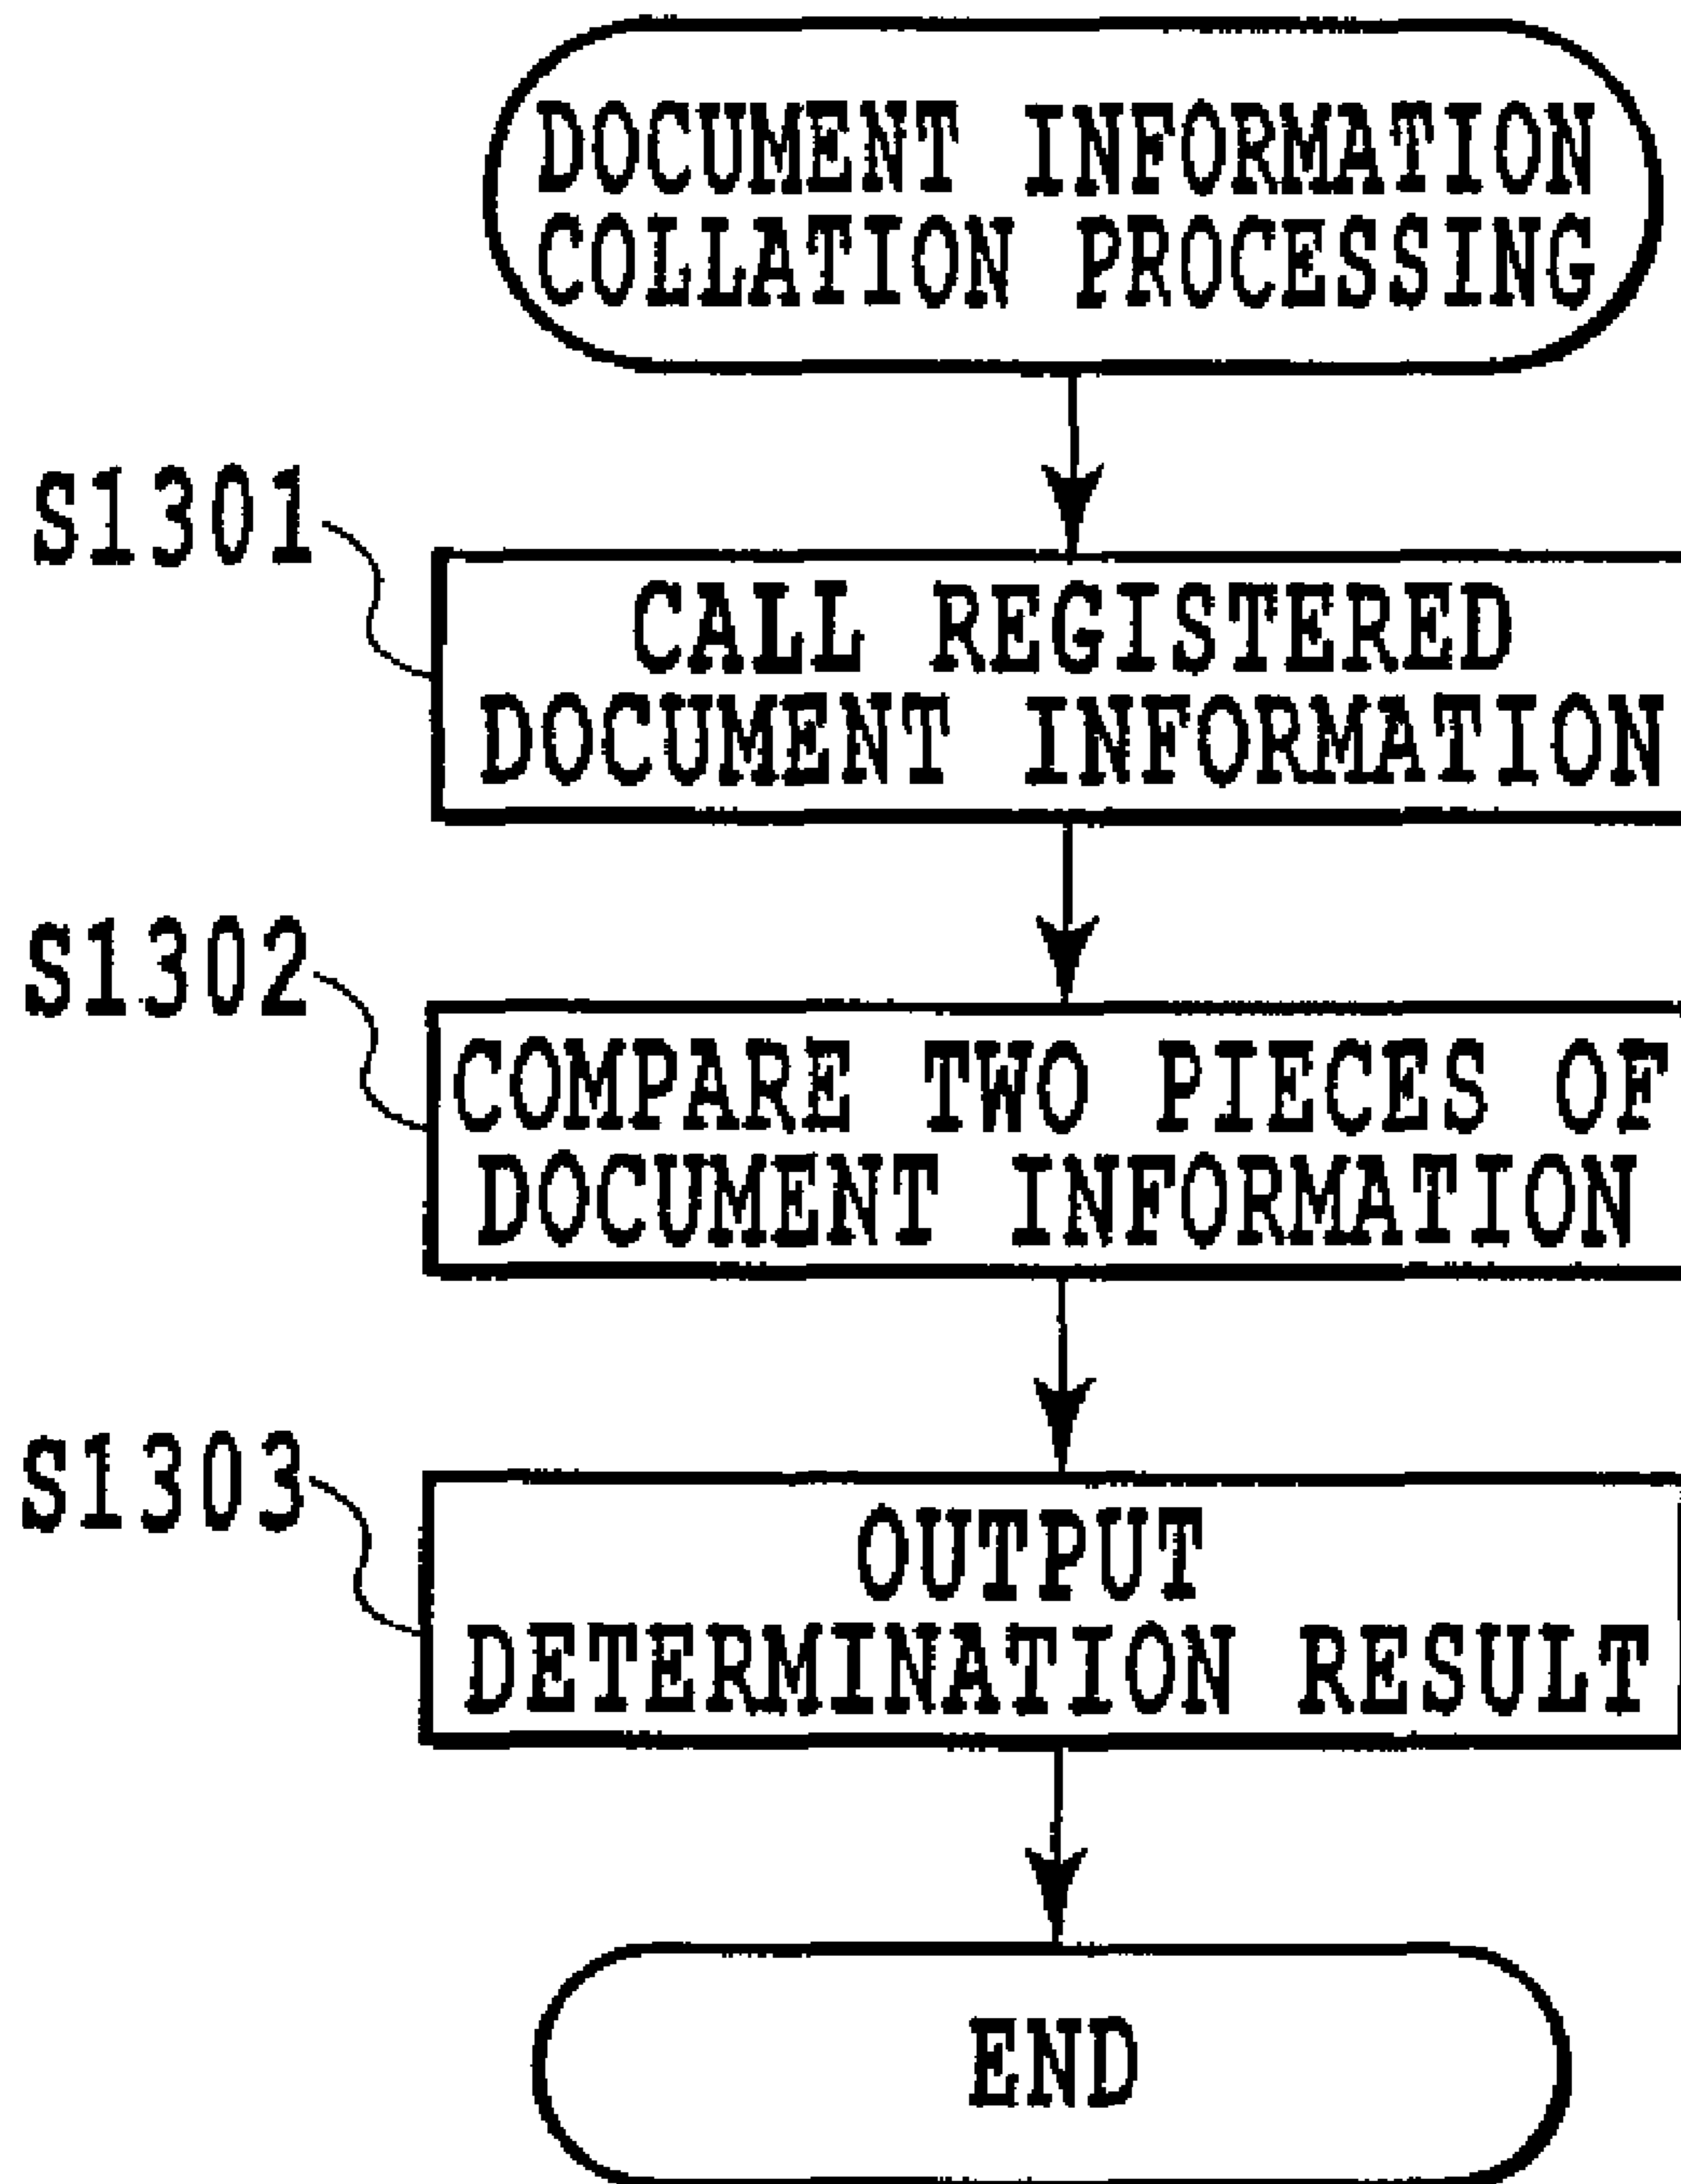 DOCUMENT INFORMATION
COLLATION PROCESSING
S1301
CALL REGISTERED
DOCUMENT INFORMATION
S1302
COMPARE TWO PIECES OF
DOCUMENT INFORMATION
S1303
OUTPUT
DETERMINATION RESULT
END